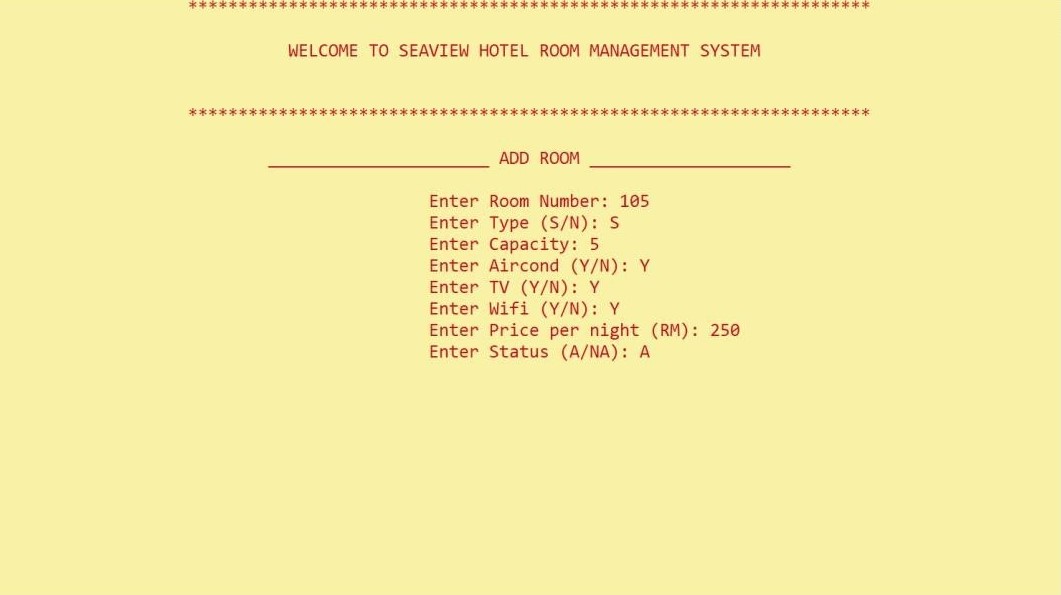 ********************************************************************
WELCOME TO SEAVIEW HOTEL ROOM MANAGEMENT SYSTEM
********************************************************************
______________________ ADD ROOM ____________________
Enter Room Number: 105
Enter Type (S/N): S
Enter Capacity: 5
Enter Aircond (Y/N): Y
Enter TV (Y/N): Y
Enter Wifi (Y/N): Y
Enter Price per night (RM): 250
Enter Status (A/NA): A